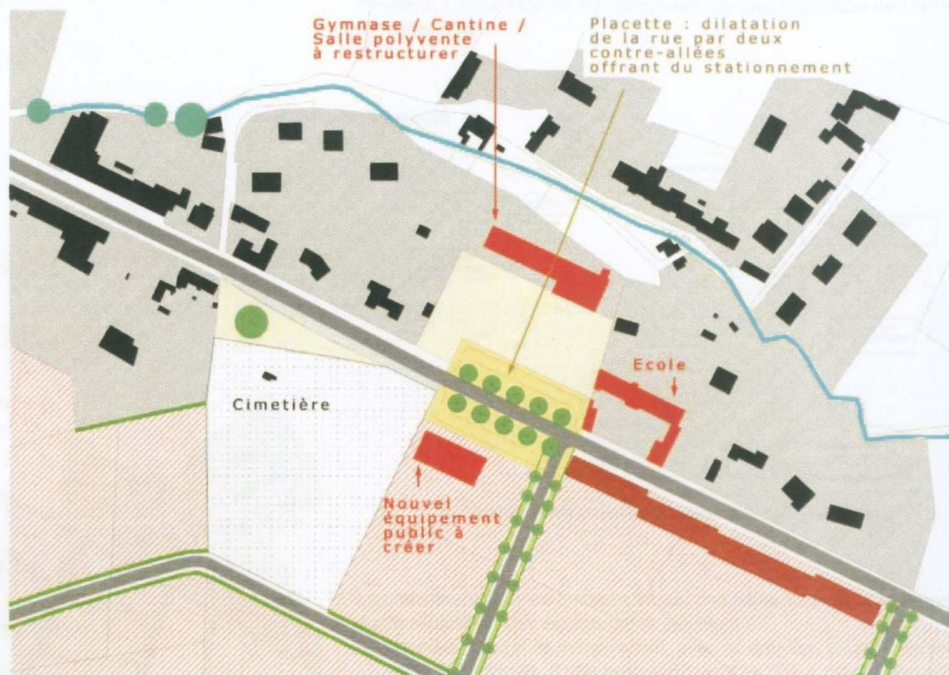 Gymnase / Cantine /
Salle polyvente
à restructurer
Placette : dilatation
de la rue par deux
contre-allées
offrant du stationnement
Ecole
Cimetière
Nouvel
équipement
public à
créer